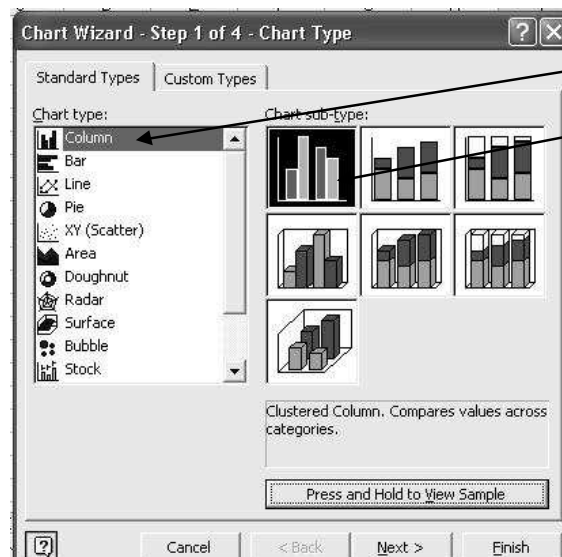 Chart Wizard - Step 1 of 4 - Chart Type
Standard Types
Custom Types
Chart type:
Column
Bar
Line
Pie
XY (Scatter)
Area
Doughnut
Radar
Surface
Bubble
Stock
Chart sub-type:
Clustered Column. Compares values across
categories.
Press and Hold to View Sample
Cancel
< Back
Next >
Finish